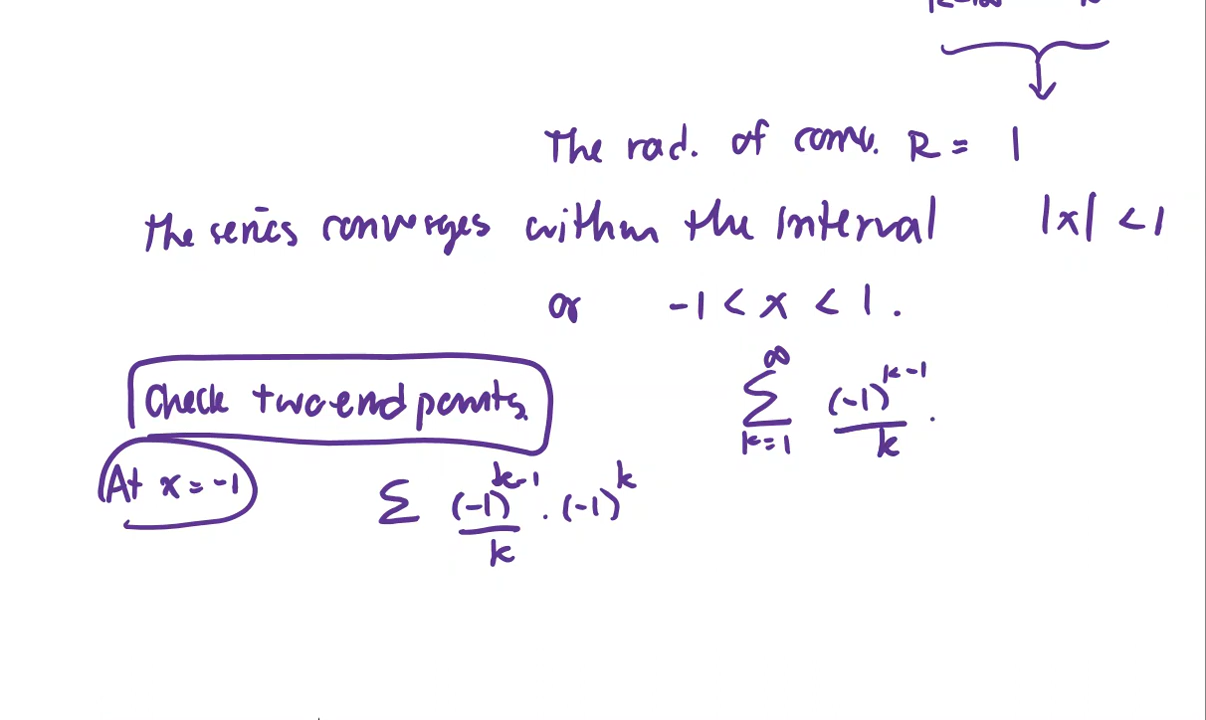 The rad. of conv. R = 1
the series converges within the interval |x| < 1
or -1 < x < 1.
Check two end points.
∑_{k=1}^{∞} (-1)^{k-1}/k .
At x = -1 ∑ (-1)^{k-1}/k . (-1)^k